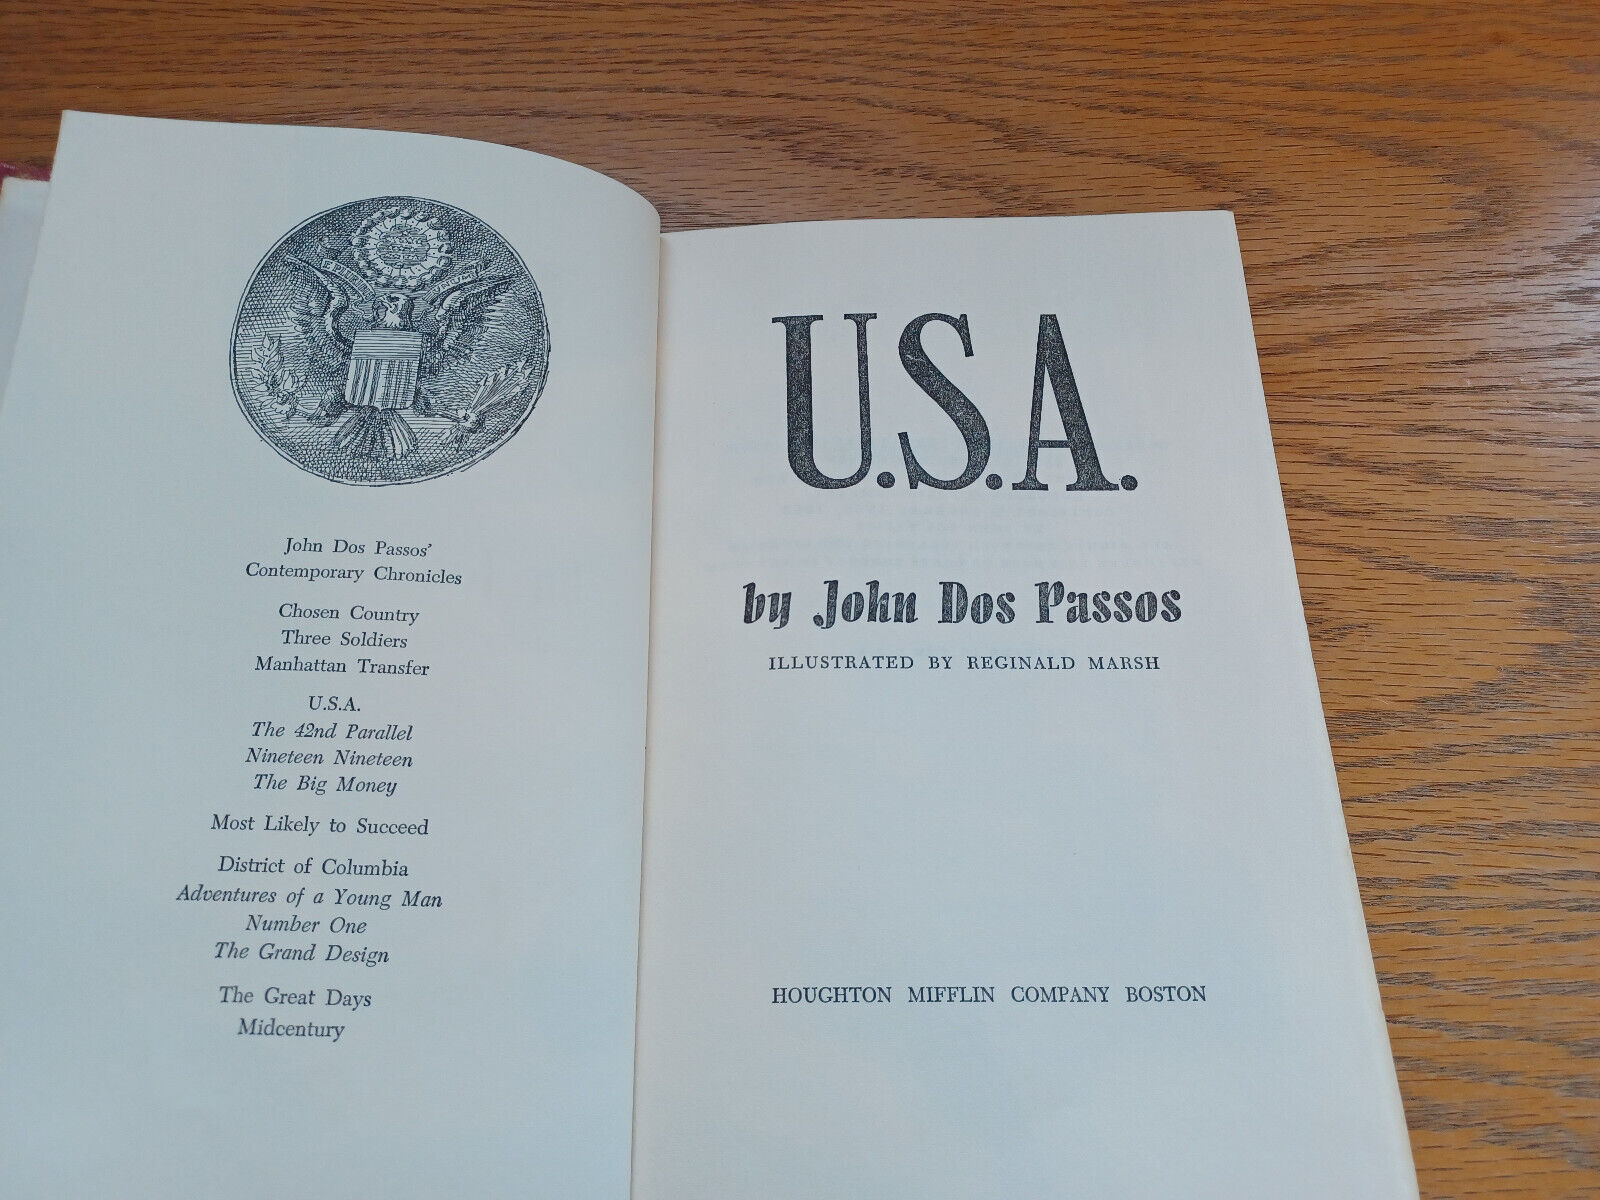 E PLURIBUS UNUM
John Dos Passos'
Contemporary Chronicles
Chosen Country
Three Soldiers
Manhattan Transfer
U.S.A.
The 42nd Parallel
Nineteen Nineteen
The Big Money
Most Likely to Succeed
District of Columbia
Adventures of a Young Man
Number One
The Grand Design
The Great Days
Midcentury
U.S.A.
by John Dos Passos
ILLUSTRATED BY REGINALD MARSH
HOUGHTON MIFFLIN COMPANY BOSTON